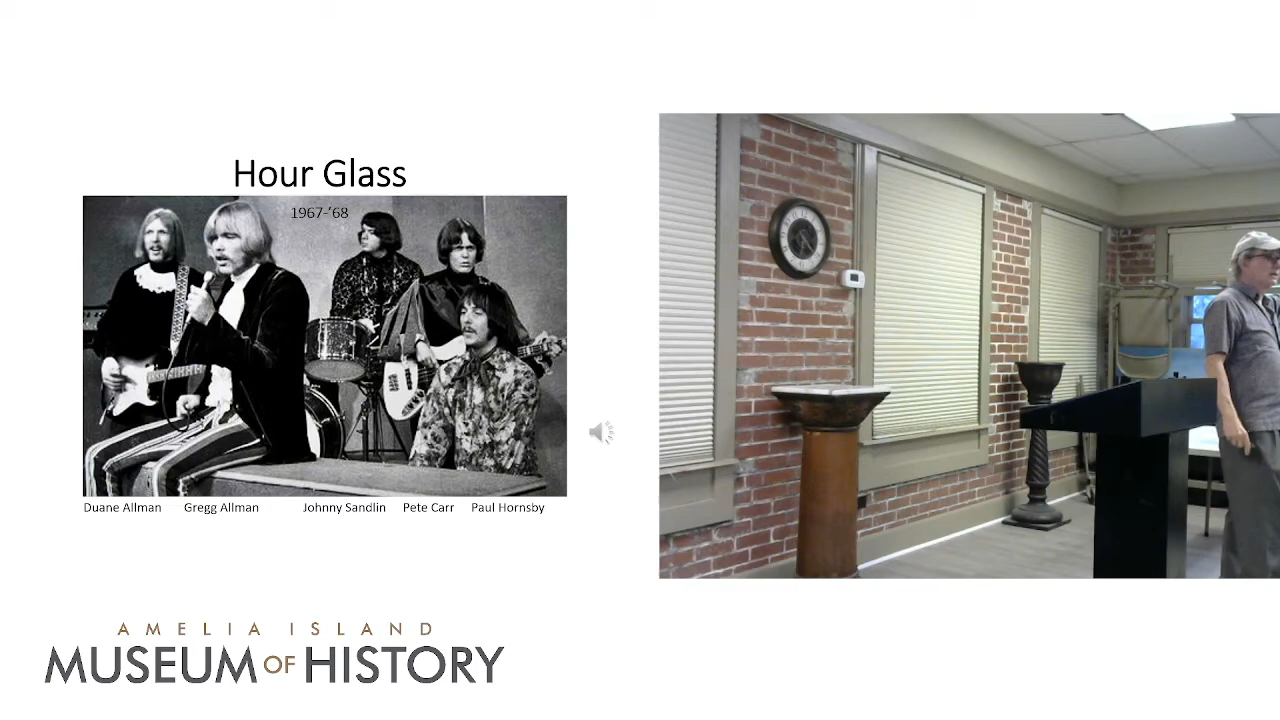 Hour Glass
1967-'68
Duane Allman Gregg Allman Johnny Sandlin Pete Carr Paul Hornsby
AMELIA ISLAND
MUSEUM OF HISTORY